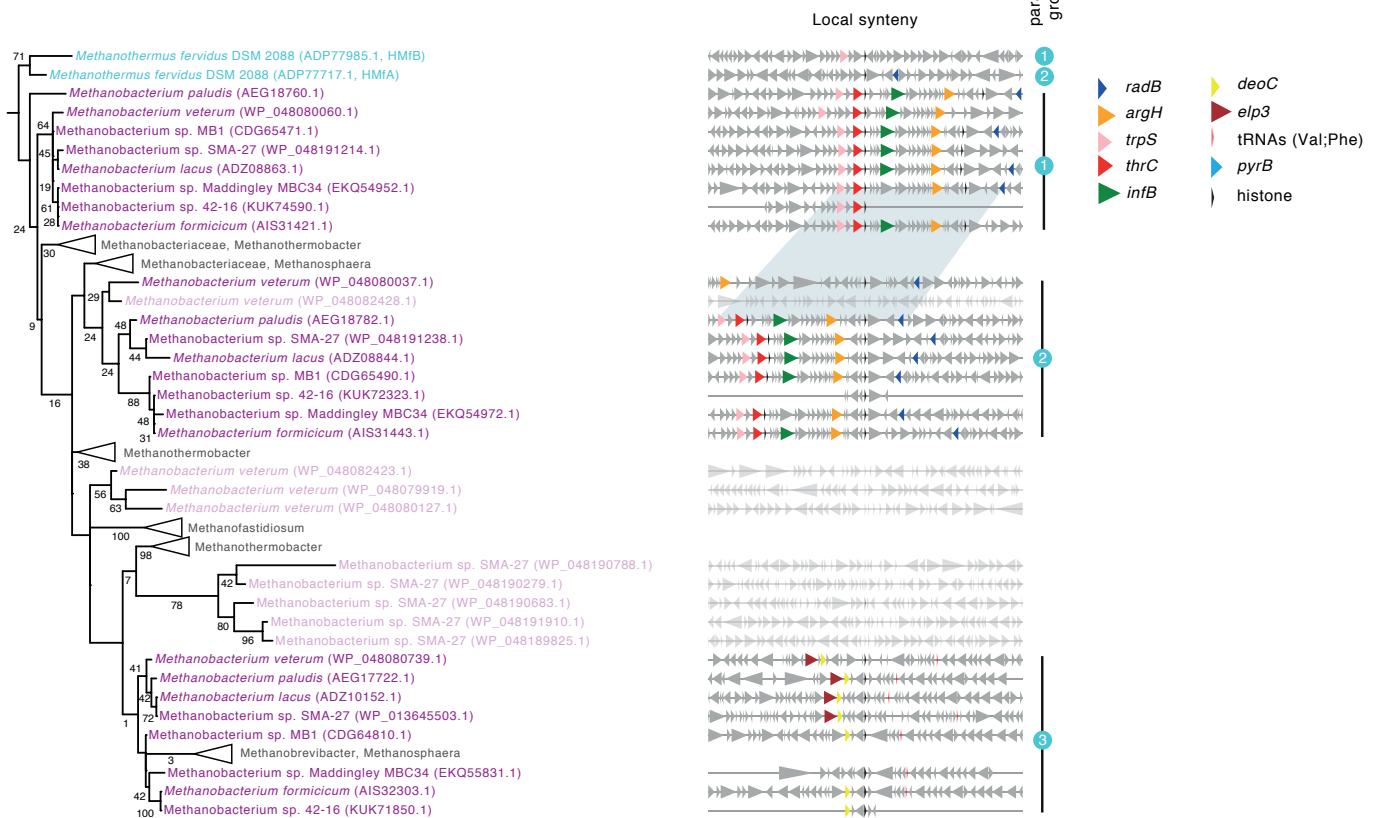 Local synteny
para
gro
71
Methanothermus fervidus DSM 2088 (ADP77985.1, HMfB)
1
Methanothermus fervidus DSM 2088 (ADP77717.1, HMfA)
2
Methanobacterium paludis (AEG18760.1)
Methanobacterium veterum (WP_048080060.1)
64
Methanobacterium sp. MB1 (CDG65471.1)
45
Methanobacterium sp. SMA-27 (WP_048191214.1)
Methanobacterium lacus (ADZ08863.1)
1
19
Methanobacterium sp. Maddingley MBC34 (EKQ54952.1)
61
Methanobacterium sp. 42-16 (KUK74590.1)
24
28
Methanobacterium formicicum (AIS31421.1)
30
Methanobacteriaceae, Methanothermobacter
Methanobacteriaceae, Methanosphaera
Methanobacterium veterum (WP_048080037.1)
29
Methanobacterium veterum (WP_048082428.1)
9
24
48
Methanobacterium paludis (AEG18782.1)
Methanobacterium sp. SMA-27 (WP_048191238.1)
44
Methanobacterium lacus (ADZ08844.1)
2
24
Methanobacterium sp. MB1 (CDG65490.1)
16
88
Methanobacterium sp. 42-16 (KUK72323.1)
48
Methanobacterium sp. Maddingley MBC34 (EKQ54972.1)
31
Methanobacterium formicicum (AIS31443.1)
38
Methanothermobacter
Methanobacterium veterum (WP_048082423.1)
56
Methanobacterium veterum (WP_048079919.1)
63
Methanobacterium veterum (WP_048080127.1)
100
Methanofastidiosum
98
Methanothermobacter
Methanobacterium sp. SMA-27 (WP_048190788.1)
7
42
Methanobacterium sp. SMA-27 (WP_048190279.1)
78
Methanobacterium sp. SMA-27 (WP_048190683.1)
80
Methanobacterium sp. SMA-27 (WP_048191910.1)
96
Methanobacterium sp. SMA-27 (WP_048189825.1)
Methanobacterium veterum (WP_048080739.1)
41
Methanobacterium paludis (AEG17722.1)
42
Methanobacterium lacus (ADZ10152.1)
1
72
Methanobacterium sp. SMA-27 (WP_013645503.1)
Methanobacterium sp. MB1 (CDG64810.1)
3
3
Methanobrevibacter, Methanosphaera
Methanobacterium sp. Maddingley MBC34 (EKQ55831.1)
42
Methanobacterium formicicum (AIS32303.1)
100
Methanobacterium sp. 42-16 (KUK71850.1)
radB
argH
trpS
thrC
infB
deoC
elp3
tRNAs (Val;Phe)
pyrB
histone